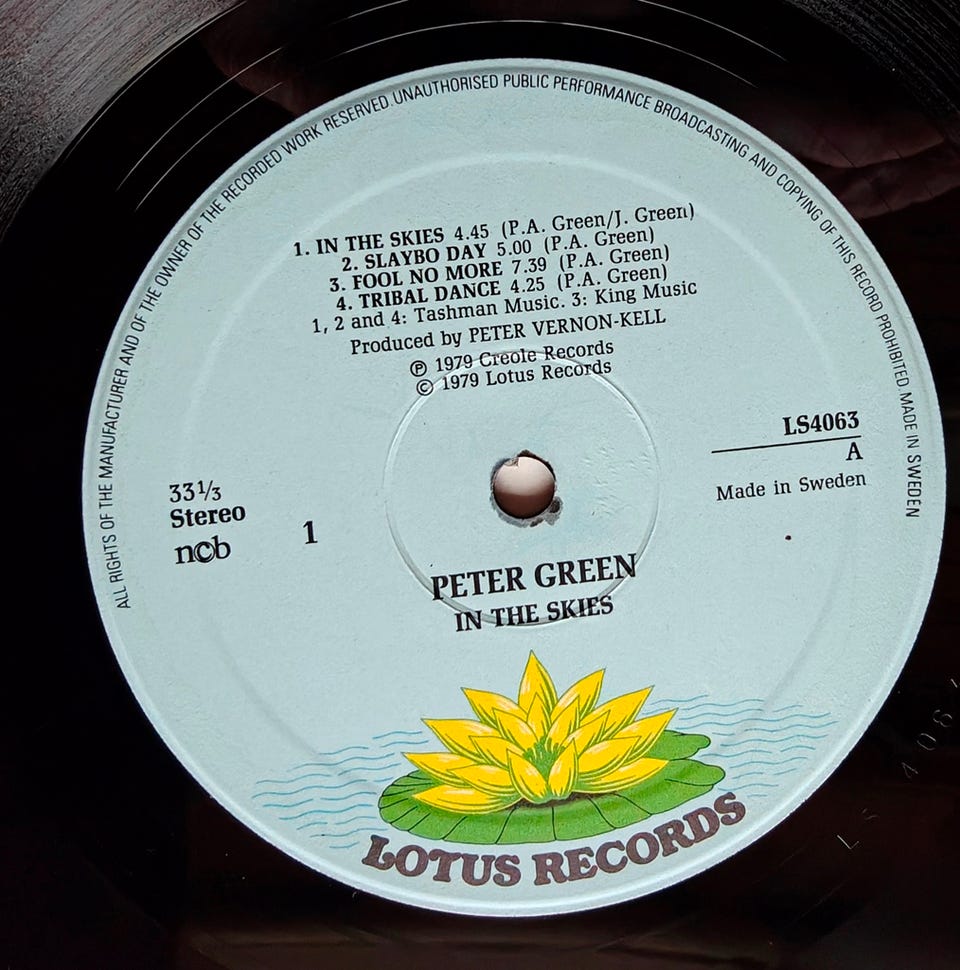 ALL RIGHTS OF THE MANUFACTURER AND OF THE OWNER OF THE RECORDED WORK RESERVED. UNAUTHORISED PUBLIC PERFORMANCE BROADCASTING AND COPYING OF THIS RECORD PROHIBITED. MADE IN SWEDEN
1. IN THE SKIES 4.45 (P.A. Green/J. Green)
2. SLAYBO DAY 5.00 (P.A. Green)
3. FOOL NO MORE 7.39 (P.A. Green)
4. TRIBAL DANCE 4.25 (P.A. Green)
1, 2 and 4: Tashman Music. 3: King Music
Produced by PETER VERNON-KELL
℗ 1979 Creole Records
© 1979 Lotus Records
LS4063
A
Made in Sweden
33⅓
Stereo
ncb
1
PETER GREEN
IN THE SKIES
LOTUS RECORDS